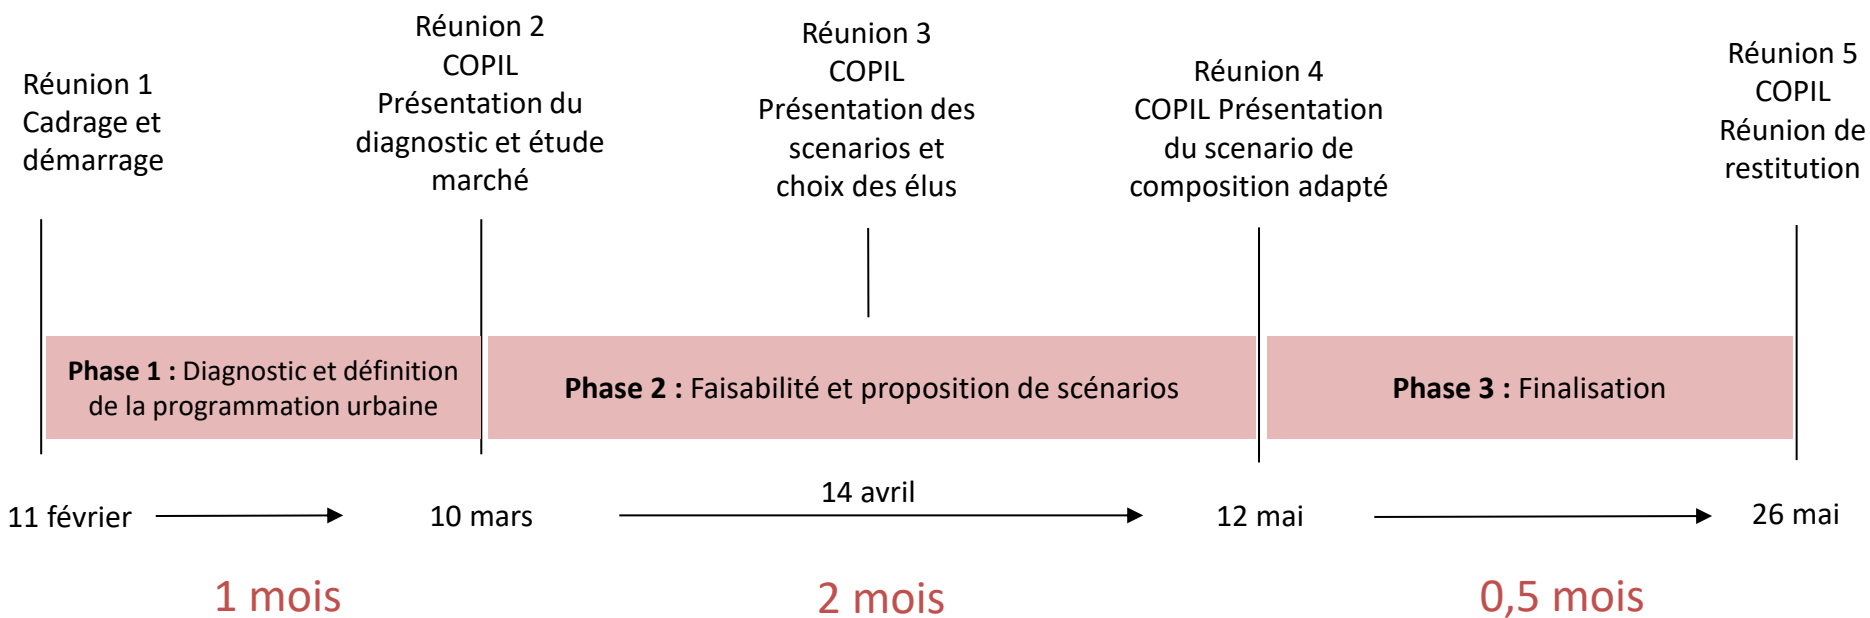 Réunion 1
Cadrage et
démarrage
Réunion 2
COPIL
Présentation du
diagnostic et étude
marché
Réunion 3
COPIL
Présentation des
scenarios et
choix des élus
Réunion 4
COPIL Présentation
du scenario de
composition adapté
Réunion 5
COPIL
Réunion de
restitution
Phase 1 : Diagnostic et définition
de la programmation urbaine
Phase 2 : Faisabilité et proposition de scénarios
Phase 3 : Finalisation
11 février
10 mars
14 avril
12 mai
26 mai
1 mois
2 mois
0,5 mois